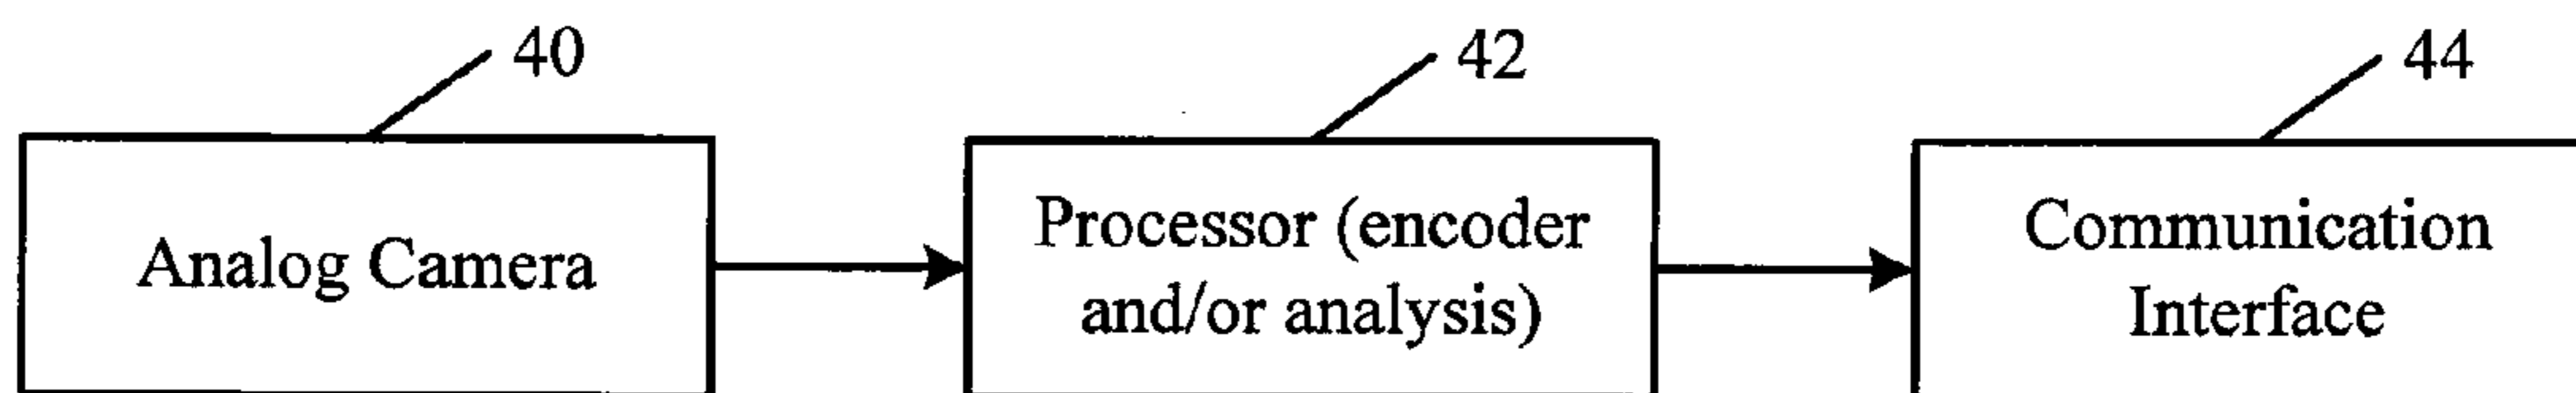 40
42
44
Analog Camera
Processor (encoder
and/or analysis)
Communication
Interface